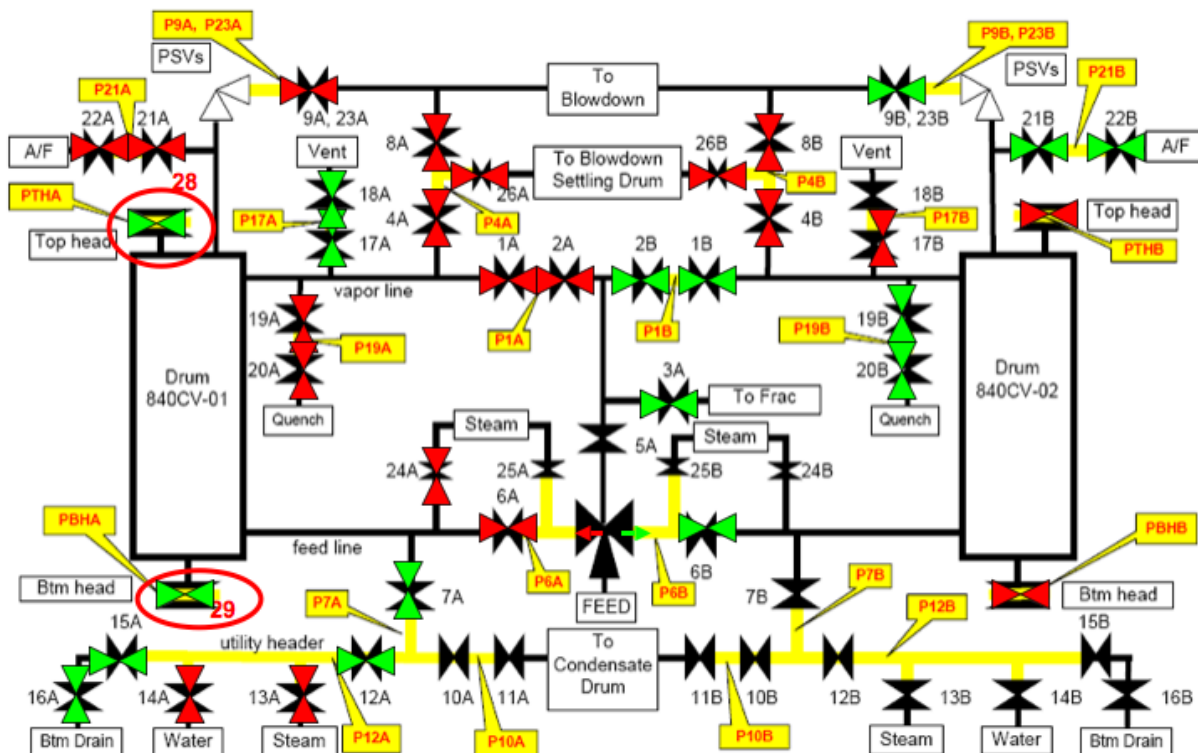 P9A, P23A
P9B, P23B
PSVs
To
Blowdown
PSVs
P21A
P21B
22A 21A
9A, 23A
9B, 23B
21B 22B
A/F
8A
8B
A/F
Vent
To Blowdown
Settling Drum
26B
Vent
28
PTHA
18A
26A
P4A
P4B
18B
Top head
P17A
4A
4B
P17B
Top head
17A
17B
PTHB
1A 2A 2B 1B
vapor line
19A
P19A
P1A
P1B
P19B
19B
20A
3A
20B
Drum
840CV-01
To Frac
Drum
840CV-02
Quench
Steam
5A
Steam
Quench
24A
25A
25B
24B
6A
PBHA
feed line
PBHB
6B
Btm head
29
P6A
P6B
Btm head
7A
FEED
7B
P7A
P7B
P12B
15A
utility header
To
Condensate
Drum
15B
16A
14A
13A
12A
10A
11A
11B
10B
12B
13B
14B
16B
Btm Drain
Water
Steam
P12A
P10A
P10B
Steam
Water
Btm Drain